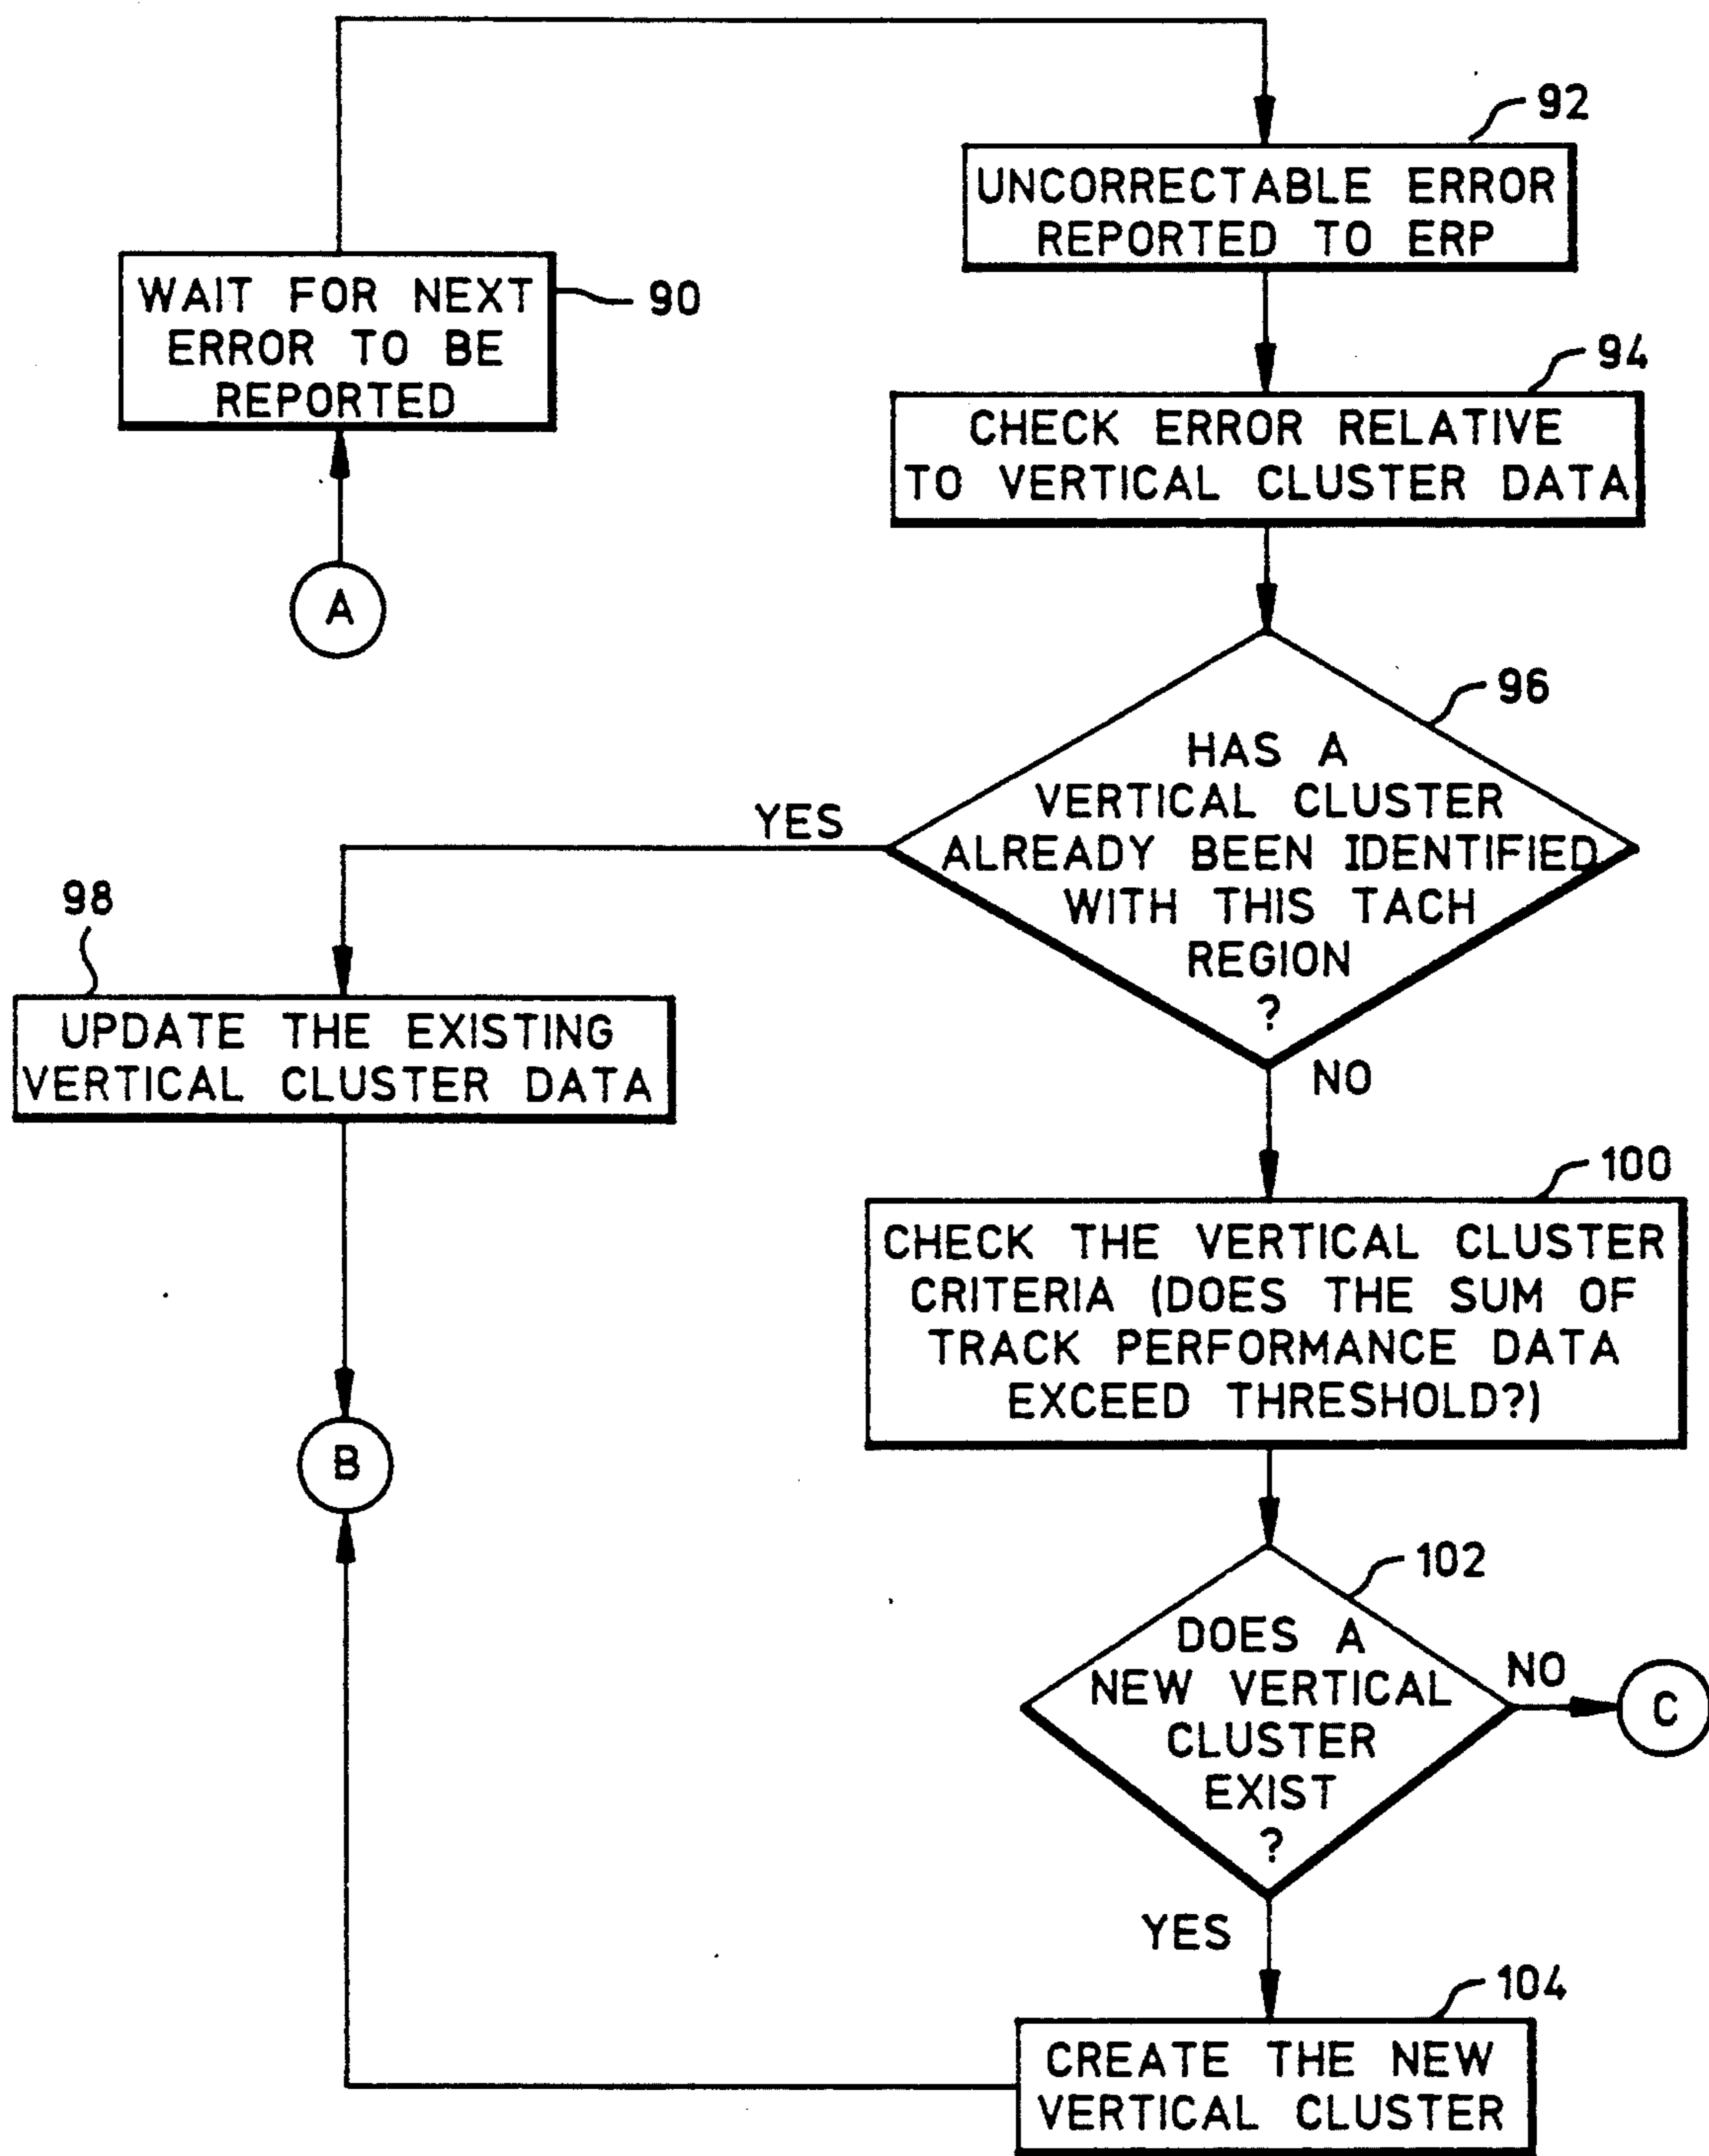 92
UNCORRECTABLE ERROR
REPORTED TO ERP
WAIT FOR NEXT
ERROR TO BE
REPORTED
90
94
CHECK ERROR RELATIVE
TO VERTICAL CLUSTER DATA
A
96
HAS A
VERTICAL CLUSTER
ALREADY BEEN IDENTIFIED
WITH THIS TACH
REGION
?
YES
NO
98
UPDATE THE EXISTING
VERTICAL CLUSTER DATA
100
CHECK THE VERTICAL CLUSTER
CRITERIA (DOES THE SUM OF
TRACK PERFORMANCE DATA
EXCEED THRESHOLD?)
B
102
DOES A
NEW VERTICAL
CLUSTER
EXIST
?
NO
C
YES
104
CREATE THE NEW
VERTICAL CLUSTER